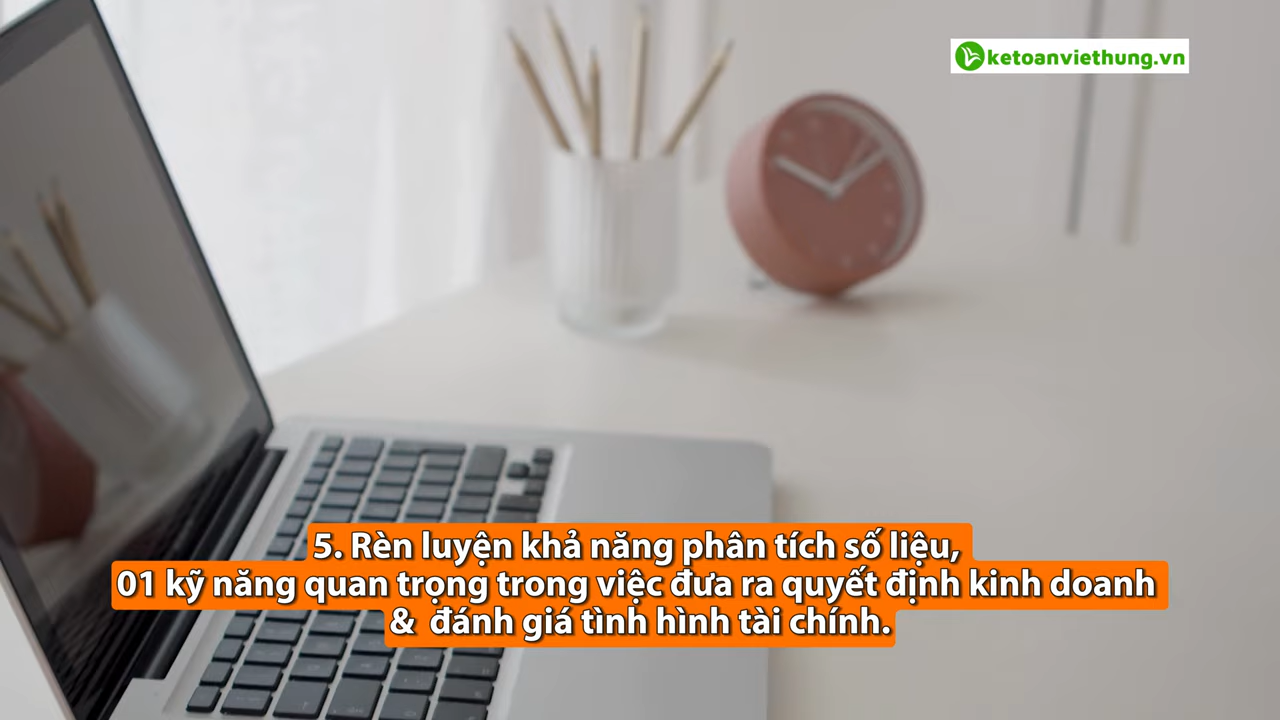 ketoanviethung.vn
5. Rèn luyện khả năng phân tích số liệu,
01 kỹ năng quan trọng trong việc đưa ra quyết định kinh doanh
& đánh giá tình hình tài chính.